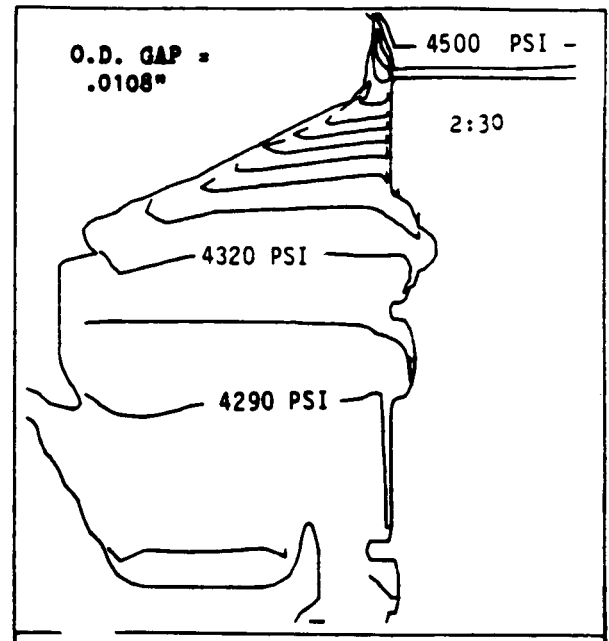 O.D. GAP =
.0108"
4500 PSI
2:30
4320 PSI
4290 PSI